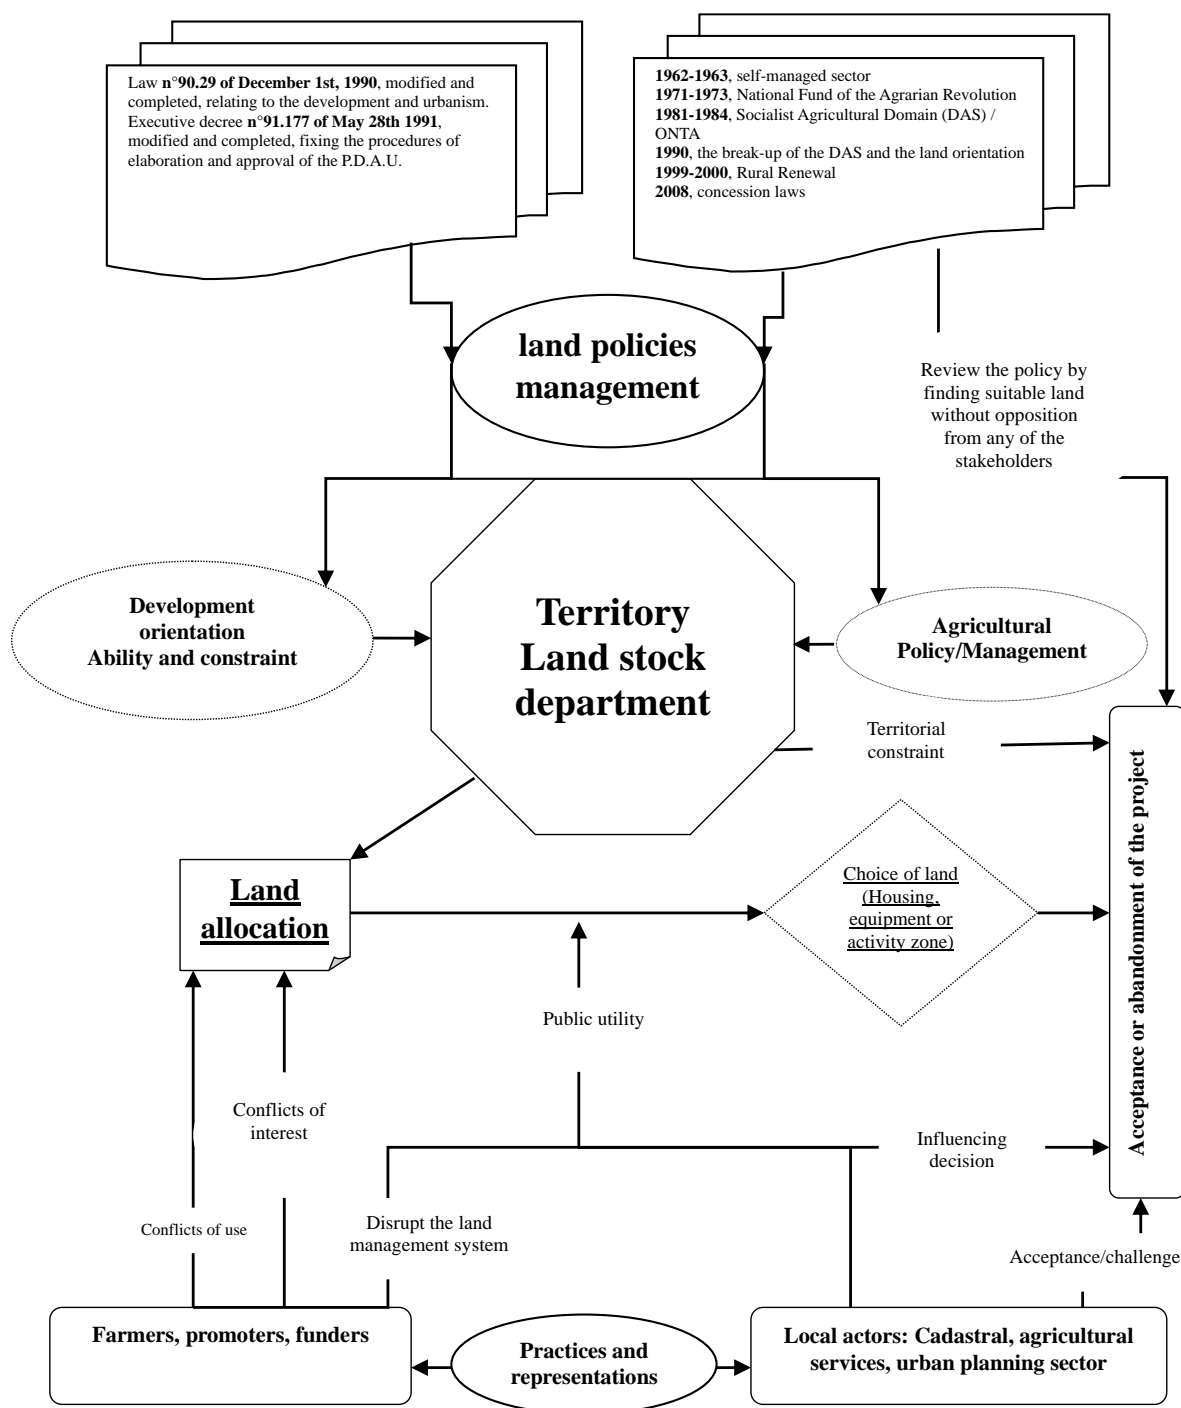 Law n°90.29 of December 1st, 1990, modified and
completed, relating to the development and urbanism.
Executive decree n°91.177 of May 28th 1991,
modified and completed, fixing the procedures of
elaboration and approval of the P.D.A.U.
1962-1963, self-managed sector
1971-1973, National Fund of the Agrarian Revolution
1981-1984, Socialist Agricultural Domain (DAS) /
ONTA
1990, the break-up of the DAS and the land orientation
1999-2000, Rural Renewal
2008, concession laws
land policies
management
Review the policy by
finding suitable land
without opposition
from any of the
stakeholders
Development
orientation
Ability and constraint
Territory
Land stock
department
Agricultural
Policy/Management
Territorial
constraint
Land
allocation
Choice of land
(Housing,
equipment or
activity zone)
Acceptance or abandonment of the project
Public utility
Conflicts of
interest
Influencing
decision
Conflicts of use
Disrupt the land
management system
Acceptance/challenge
Farmers, promoters, funders
Practices and
representations
Local actors: Cadastral, agricultural
services, urban planning sector